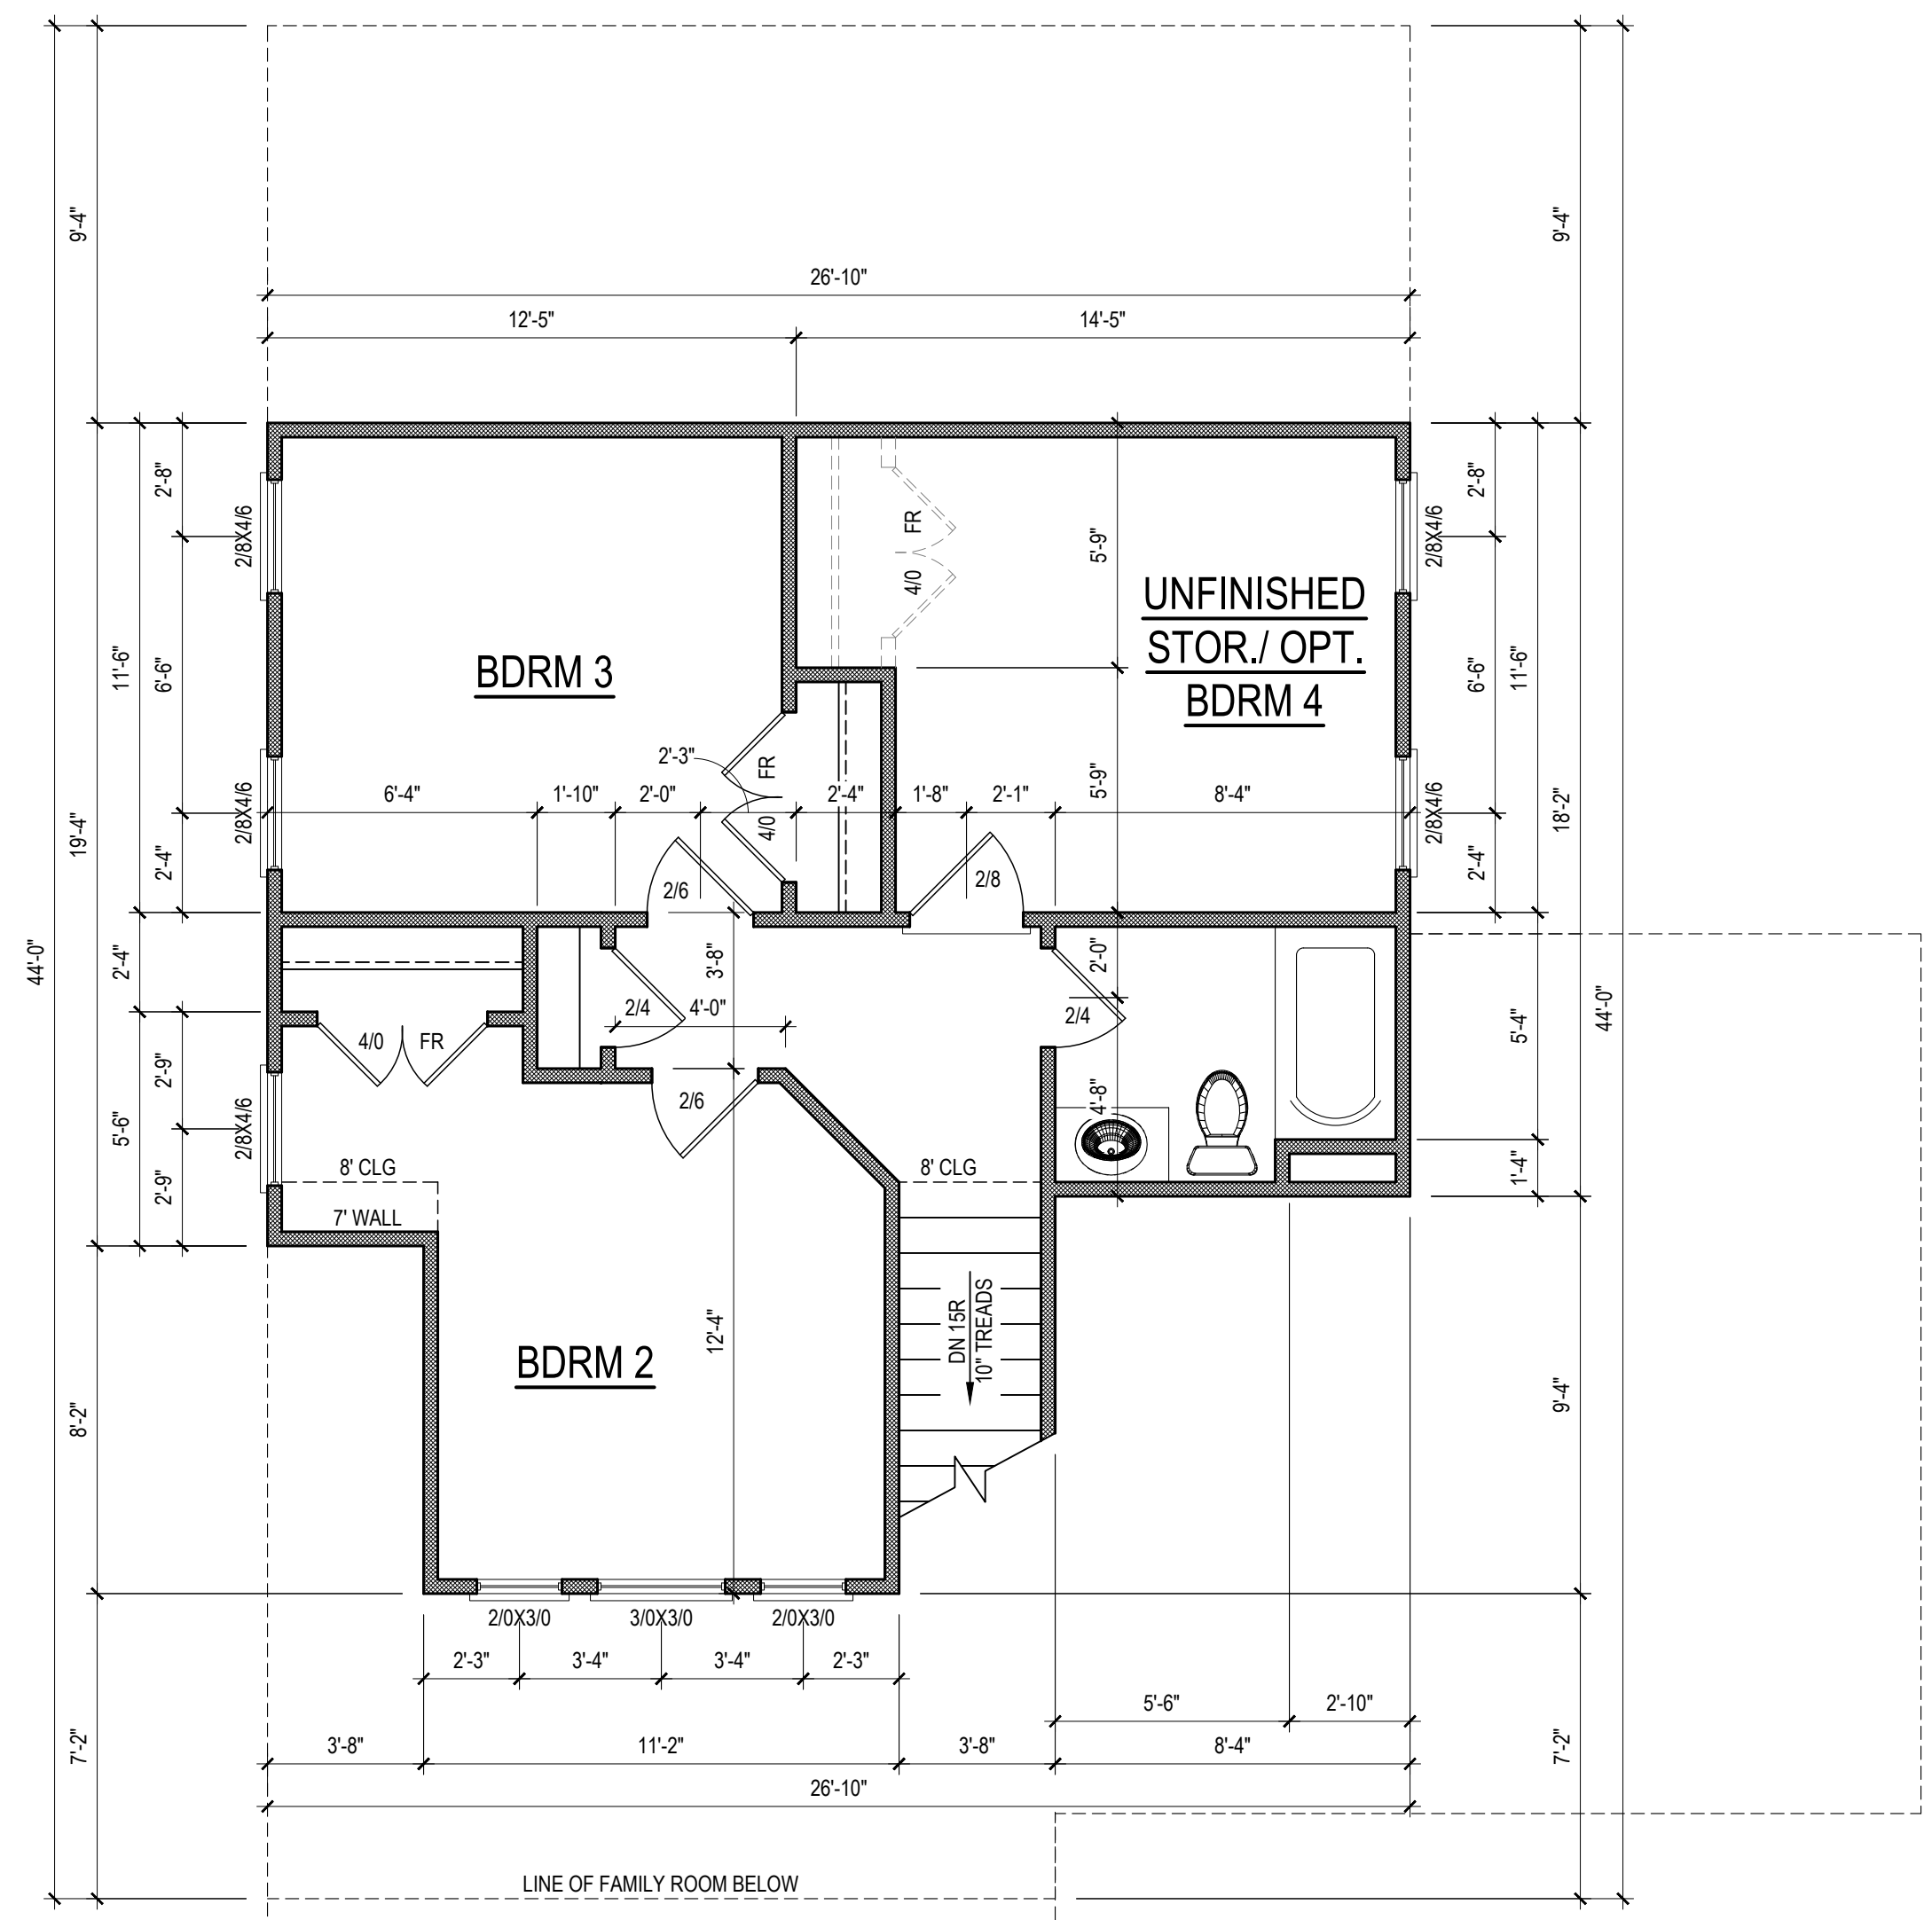 9'-4"
9'-4"
26'-10"
12'-5"
14'-5"
2'-8"
2/8X4/6
FR
4/0
5'-9"
2/8X4/6
2'-8"
UNFINISHED
STOR./ OPT.
BDRM 4
BDRM 3
11'-6"
6'-6"
6'-6"
11'-6"
2'-3"
FR
4/0
19'-4"
2/8X4/6
6'-4"
1'-10"
2'-0"
2'-4"
1'-8"
2'-1"
5'-9"
8'-4"
2/8X4/6
18'-2"
2'-4"
2/6
2/8
2'-4"
44'-0"
2'-4"
3'-8"
2'-0"
2/4
4'-0"
2/4
5'-4"
44'-0"
4/0
FR
2'-9"
5'-6"
2/8X4/6
2/6
4'-8"
8' CLG
8' CLG
1'-4"
2'-9"
7' WALL
12'-4"
DN 15R
10" TREADS
BDRM 2
8'-2"
9'-4"
2/0X3/0
3/0X3/0
2/0X3/0
2'-3"
3'-4"
3'-4"
2'-3"
5'-6"
2'-10"
7'-2"
3'-8"
11'-2"
3'-8"
8'-4"
7'-2"
26'-10"
LINE OF FAMILY ROOM BELOW